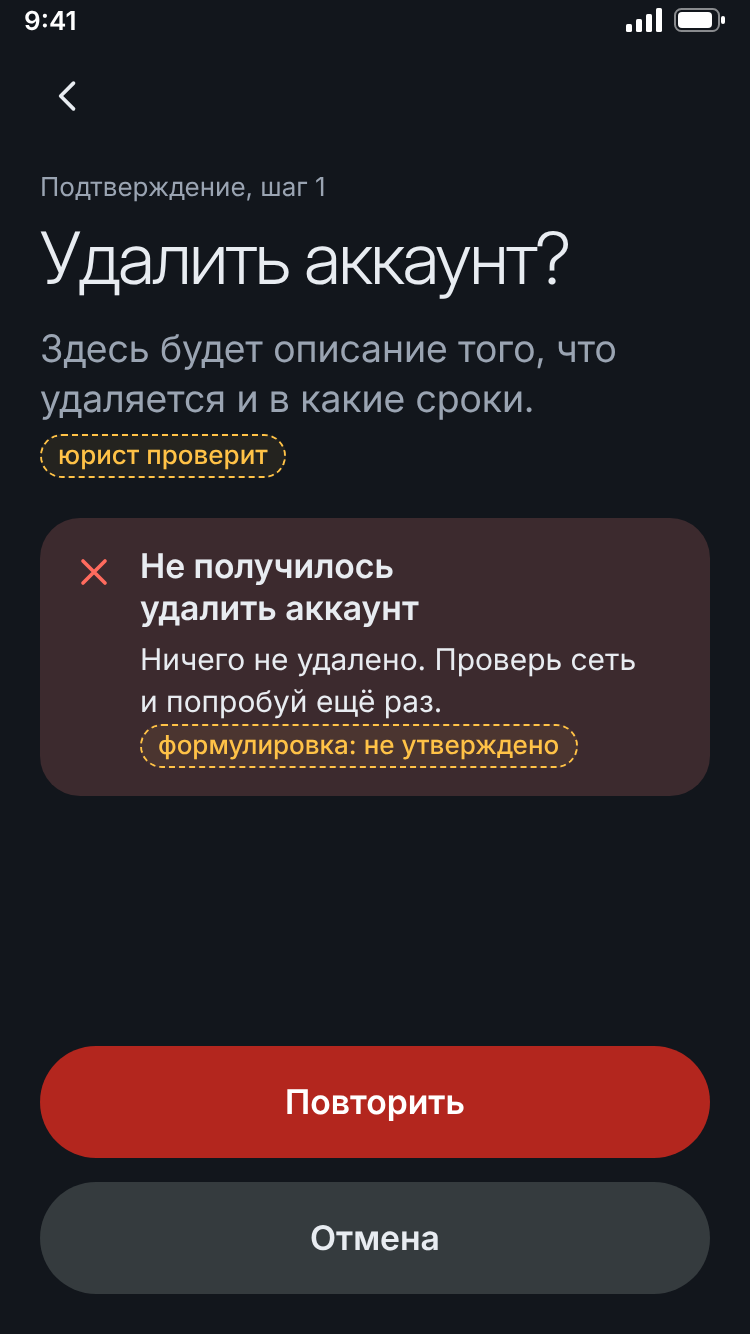 9:41
Подтверждение, шаг 1
Удалить аккаунт?
Здесь будет описание того, что
удаляется и в какие сроки.
юрист проверит
Не получилось
удалить аккаунт
Ничего не удалено. Проверь сеть
и попробуй ещё раз.
формулировка: не утверждено
Повторить
Отмена